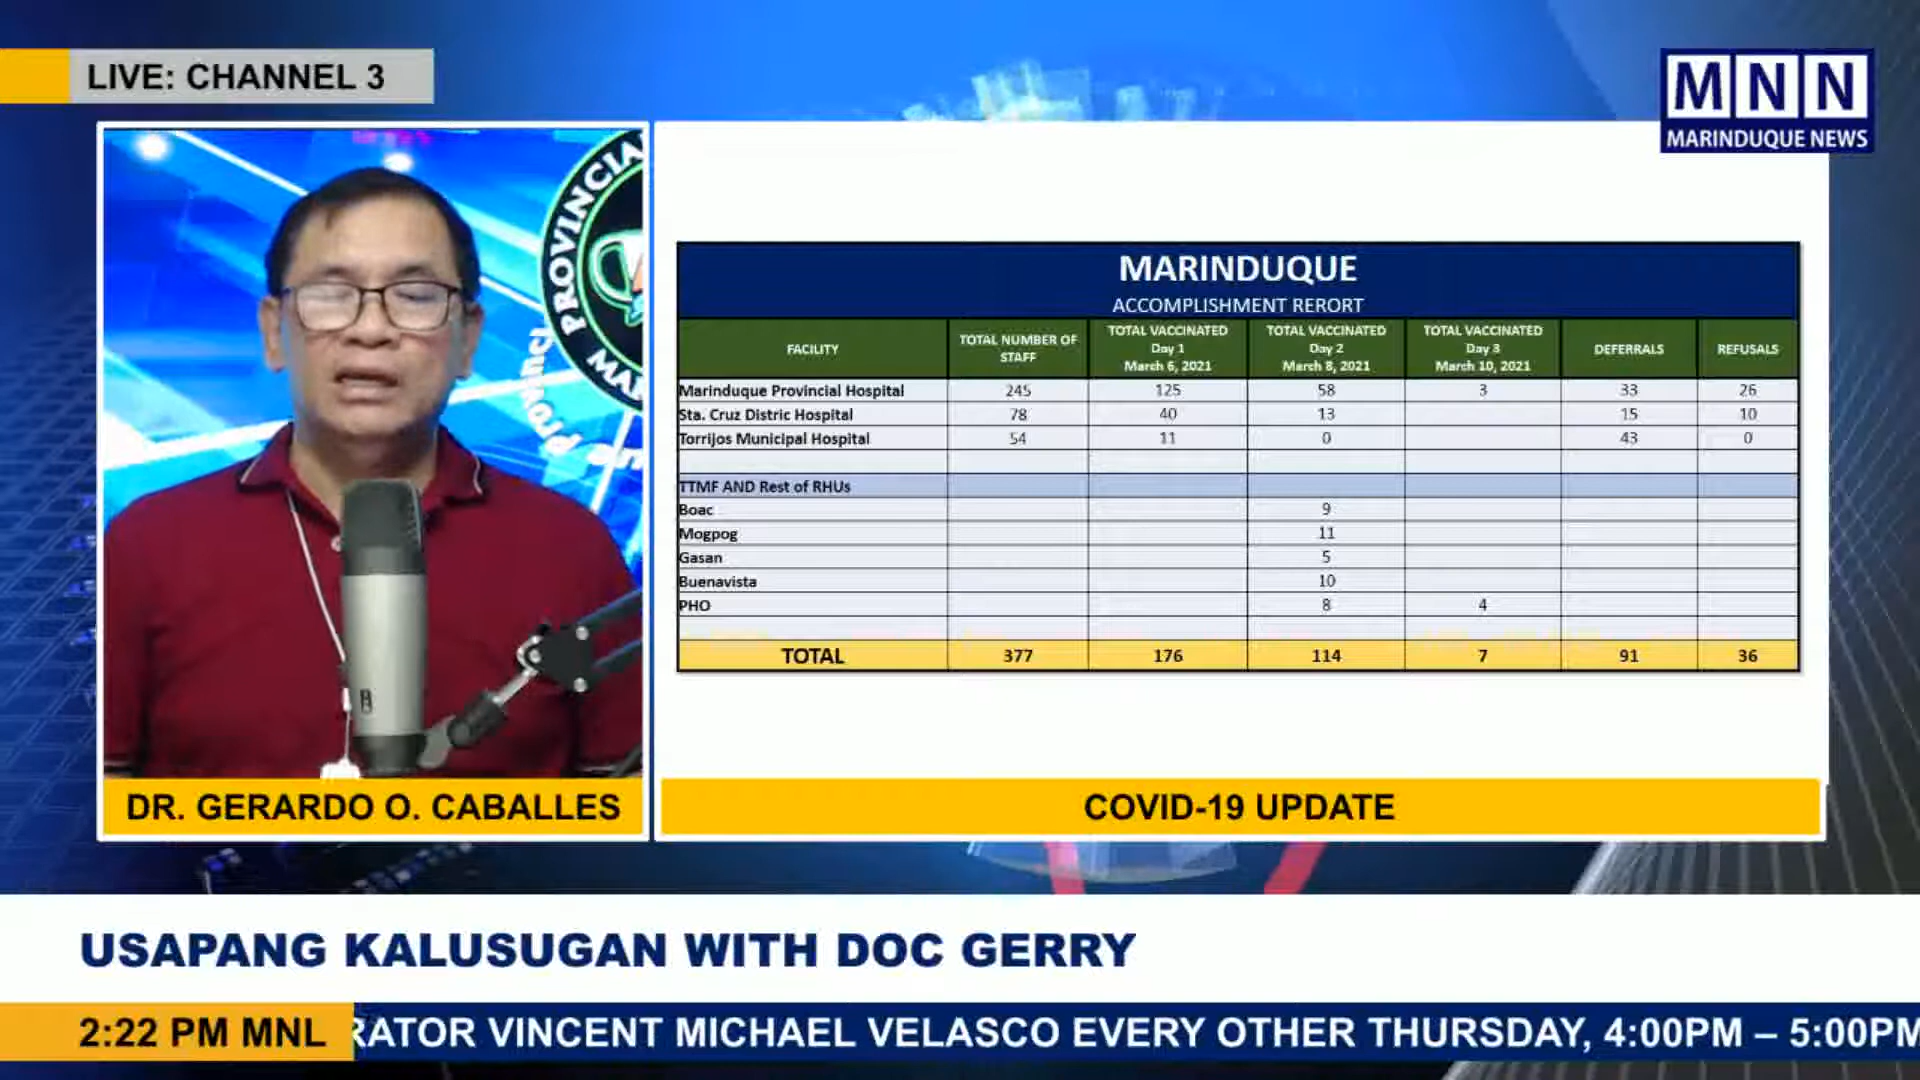 LIVE: CHANNEL 3
MNN
MARINDUQUE NEWS
PROVINCIAL
MAR
MARINDUQUE
ACCOMPLISHMENT RERORT
FACILITY TOTAL NUMBER OF STAFF TOTAL VACCINATED Day 1 March 6, 2021 TOTAL VACCINATED Day 2 March 8, 2021 TOTAL VACCINATED Day 3 March 10, 2021 DEFERRALS REFUSALS
Marinduque Provincial Hospital 245 125 58 3 33 26
Sta. Cruz Distric Hospital 78 40 13 15 10
Torrijos Municipal Hospital 54 11 0 43 0
TTMF AND Rest of RHUs
Boac 9
Mogpog 11
Gasan 5
Buenavista 10
PHO 8 4
TOTAL 377 176 114 7 91 36
DR. GERARDO O. CABALLES
COVID-19 UPDATE
USAPANG KALUSUGAN WITH DOC GERRY
2:22 PM MNL
RATOR VINCENT MICHAEL VELASCO EVERY OTHER THURSDAY, 4:00PM – 5:00PM